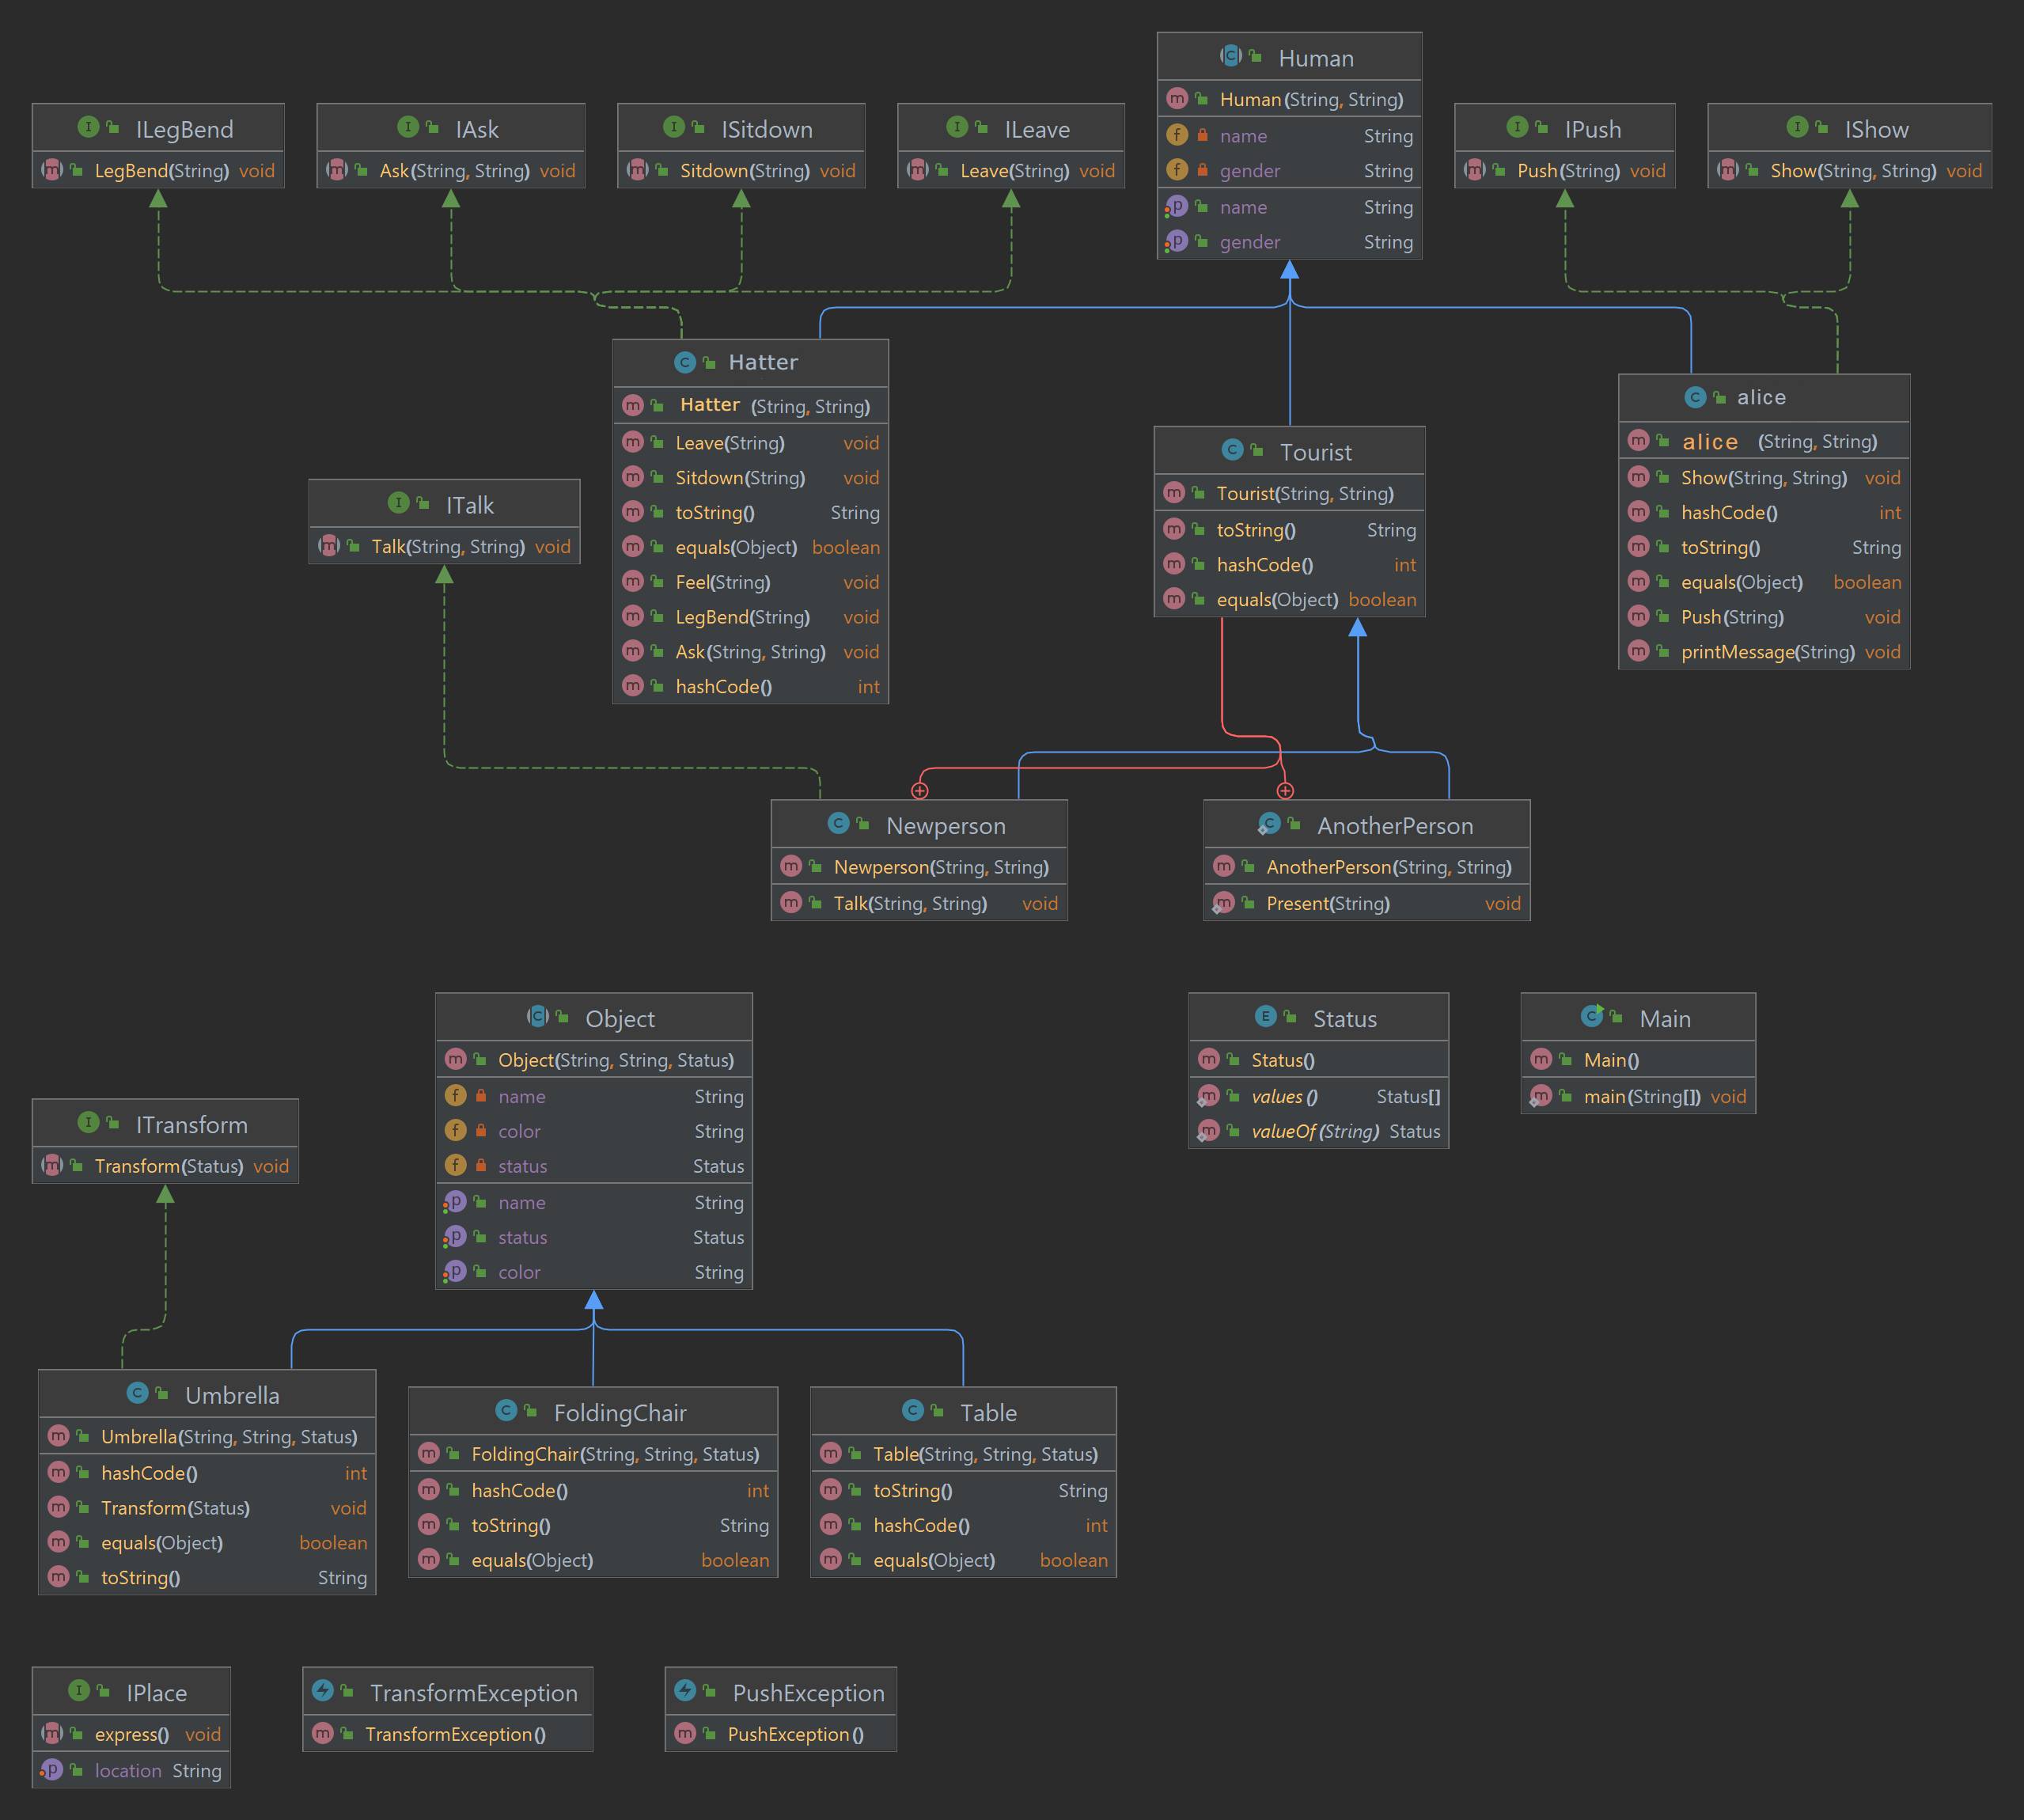 Human
Human(String, String)
name String
gender String
name String
gender String
ILegBend
LegBend(String) void
IAsk
Ask(String, String) void
ISitdown
Sitdown(String) void
ILeave
Leave(String) void
IPush
Push(String) void
IShow
Show(String, String) void
Hatter
Hatter (String, String)
Leave(String) void
Sitdown(String) void
toString() String
equals(Object) boolean
Feel(String) void
LegBend(String) void
Ask(String, String) void
hashCode() int
alice
alice (String, String)
Show(String, String) void
hashCode() int
toString() String
equals(Object) boolean
Push(String) void
printMessage(String) void
Tourist
Tourist(String, String)
toString() String
hashCode() int
equals(Object) boolean
ITalk
Talk(String, String) void
Newperson
Newperson(String, String)
Talk(String, String) void
AnotherPerson
AnotherPerson(String, String)
Present(String) void
Object
Object(String, String, Status)
name String
color String
status Status
name String
status Status
color String
Status
Status()
values() Status[]
valueOf(String) Status
Main
Main()
main(String[]) void
ITransform
Transform(Status) void
Umbrella
Umbrella(String, String, Status)
hashCode() int
Transform(Status) void
equals(Object) boolean
toString() String
FoldingChair
FoldingChair(String, String, Status)
hashCode() int
toString() String
equals(Object) boolean
Table
Table(String, String, Status)
toString() String
hashCode() int
equals(Object) boolean
IPlace
express() void
location String
TransformException
TransformException()
PushException
PushException()